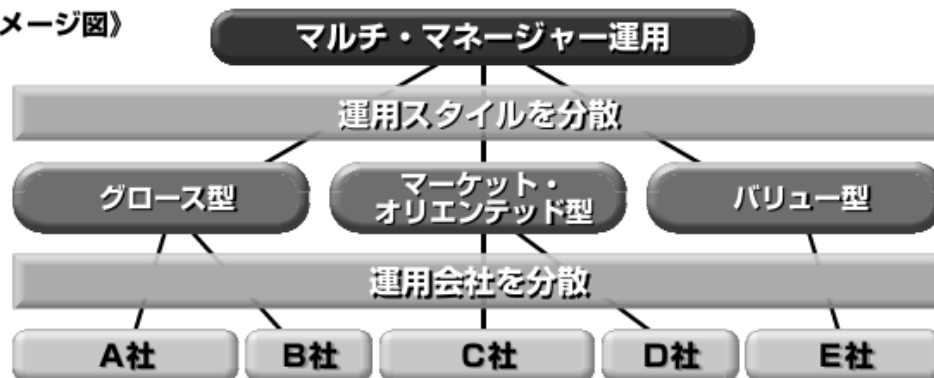 メージ図》
マルチ・マネージャー運用
運用スタイルを分散
グロース型
マーケット・
オリエンテッド型
バリュー型
運用会社を分散
A社
B社
C社
D社
E社